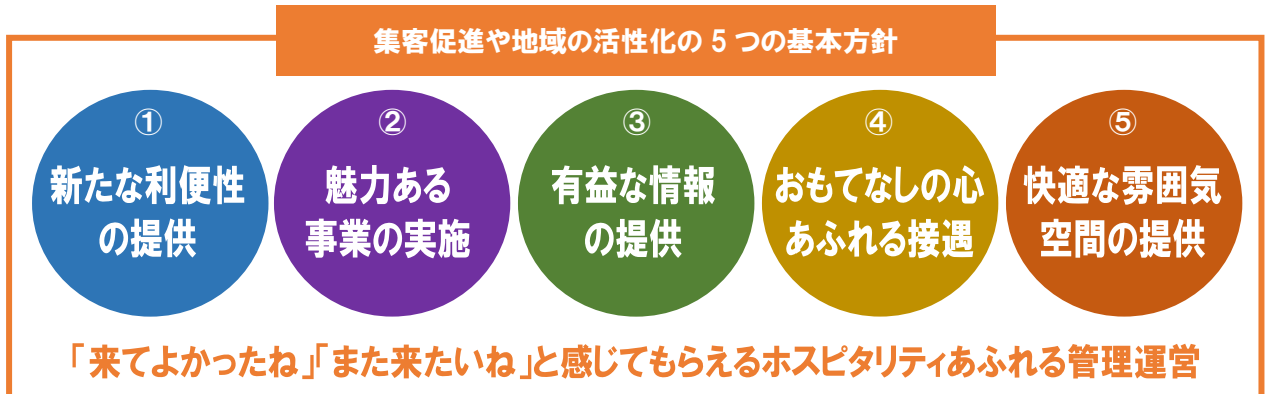 集客促進や地域の活性化の５つの基本方針
①
新たな利便性
の提供
②
魅力ある
事業の実施
③
有益な情報
の提供
④
おもてなしの心
あふれる接遇
⑤
快適な雰囲気
空間の提供
「来てよかったね」「また来たいね」と感じてもらえるホスピタリティあふれる管理運営